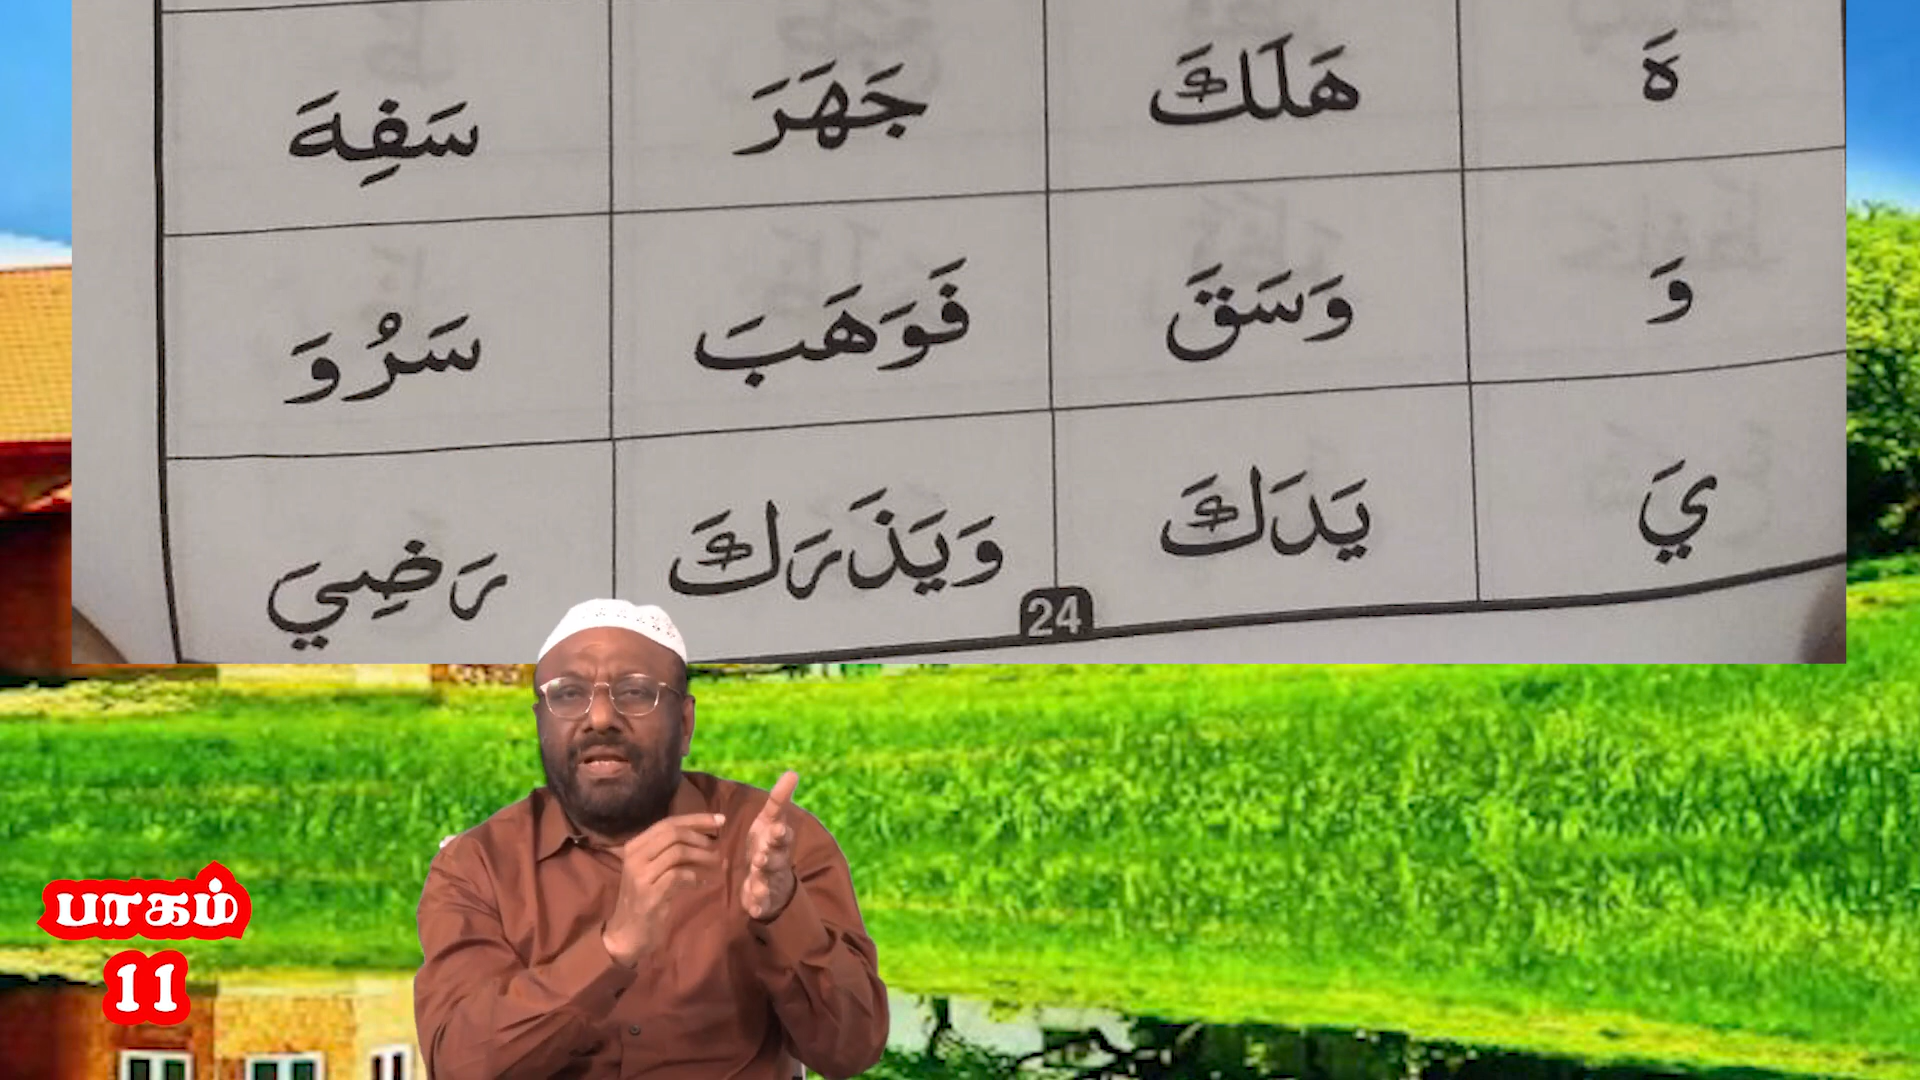 هَ هَلَكَ جَهَرَ سَفِهَ
وَ وَسَقَ فَوَهَبَ سَرُوَ
يَ يَدَكَ وَيَذَرَكَ رَضِيَ
24
பாகம்
11